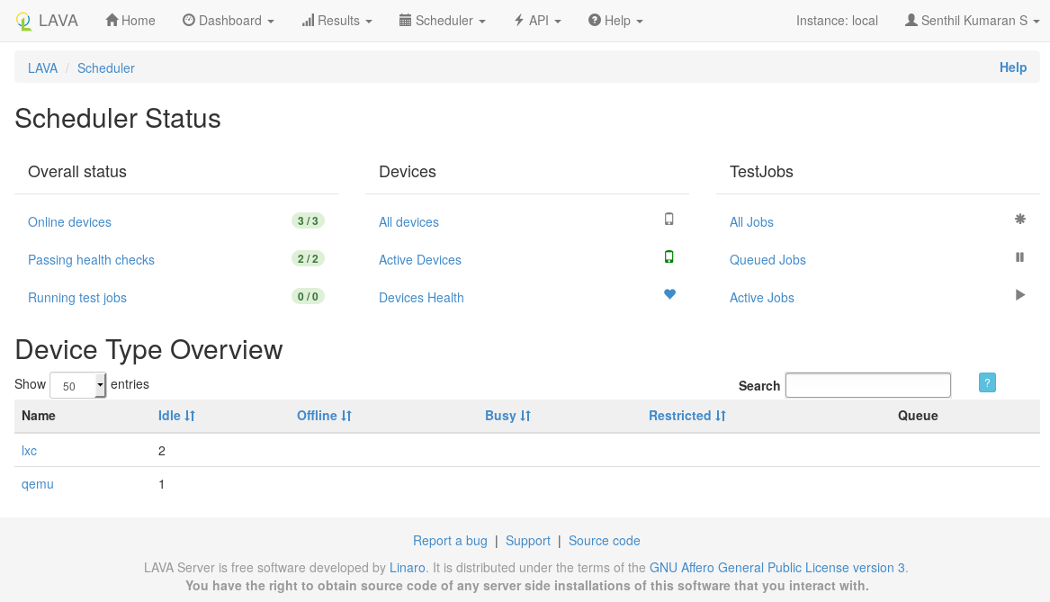 LAVA Home Dashboard Results Scheduler API Help Instance: local Senthil Kumaran S
LAVA / Scheduler Help
Scheduler Status
Overall status Devices TestJobs
Online devices 3 / 3 All devices All Jobs
Passing health checks 2 / 2 Active Devices Queued Jobs
Running test jobs 0 / 0 Devices Health Active Jobs
Device Type Overview
Show 50 entries Search ?
Name Idle Offline Busy Restricted Queue
lxc 2
qemu 1
Report a bug | Support | Source code
LAVA Server is free software developed by Linaro. It is distributed under the terms of the GNU Affero General Public License version 3.
You have the right to obtain source code of any server side installations of this software that you interact with.